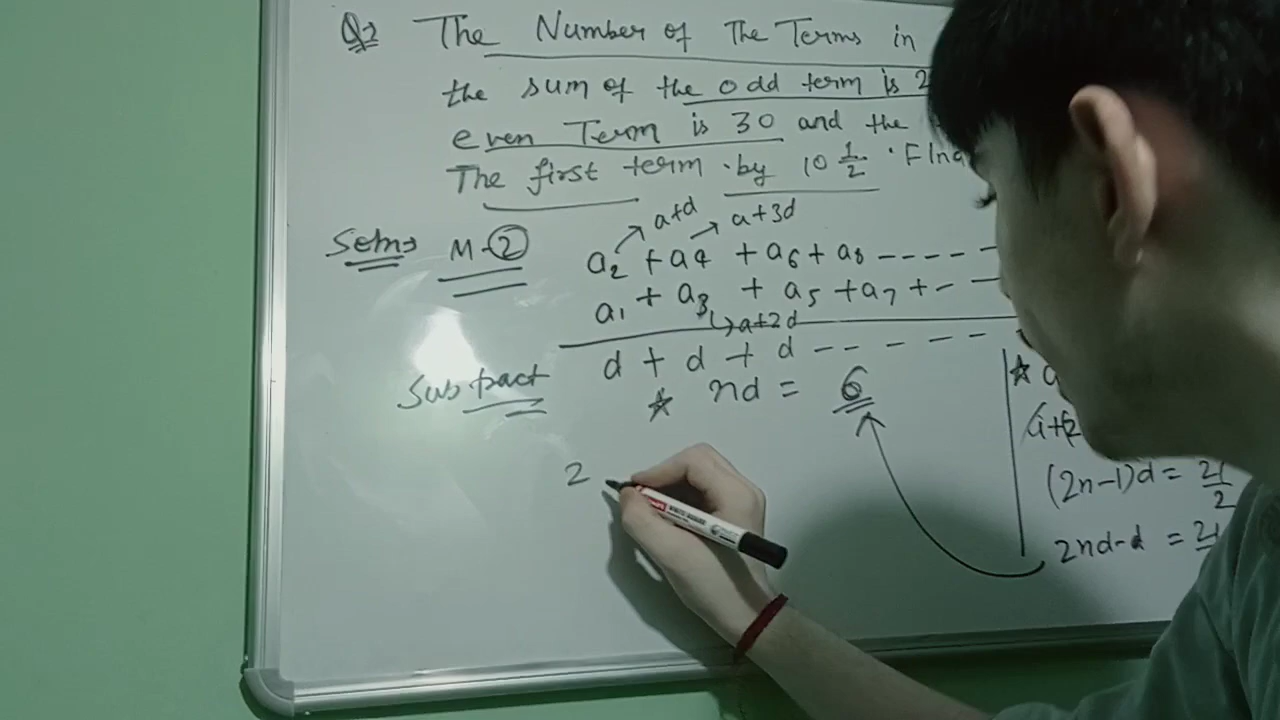 Q2 The Number of The Terms in
the sum of the odd term is 2
even Term is 30 and the
The first term . by 10 1/2 .
Soln→ M-② a2 + a4 + a6 + a8 - - - - -
→ a+d → a+3d
a1 + a3 + a5 + a7 + - -
↳ a+2d
Subtract d + d + d - - - - - -
☆ nd = 6
☆ a
(2n-1)d = 21/2
2nd-d = 21
2